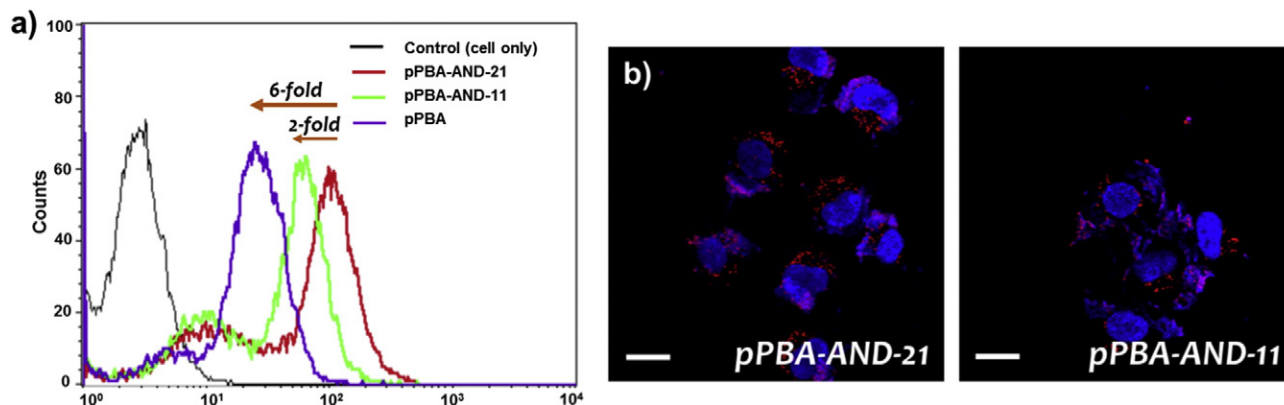 a)
100
80
60
40
20
0
Counts
10⁰
10¹
10²
10³
10⁴
Control (cell only)
pPBA-AND-21
pPBA-AND-11
pPBA
6-fold
2-fold
b)
pPBA-AND-21
pPBA-AND-11